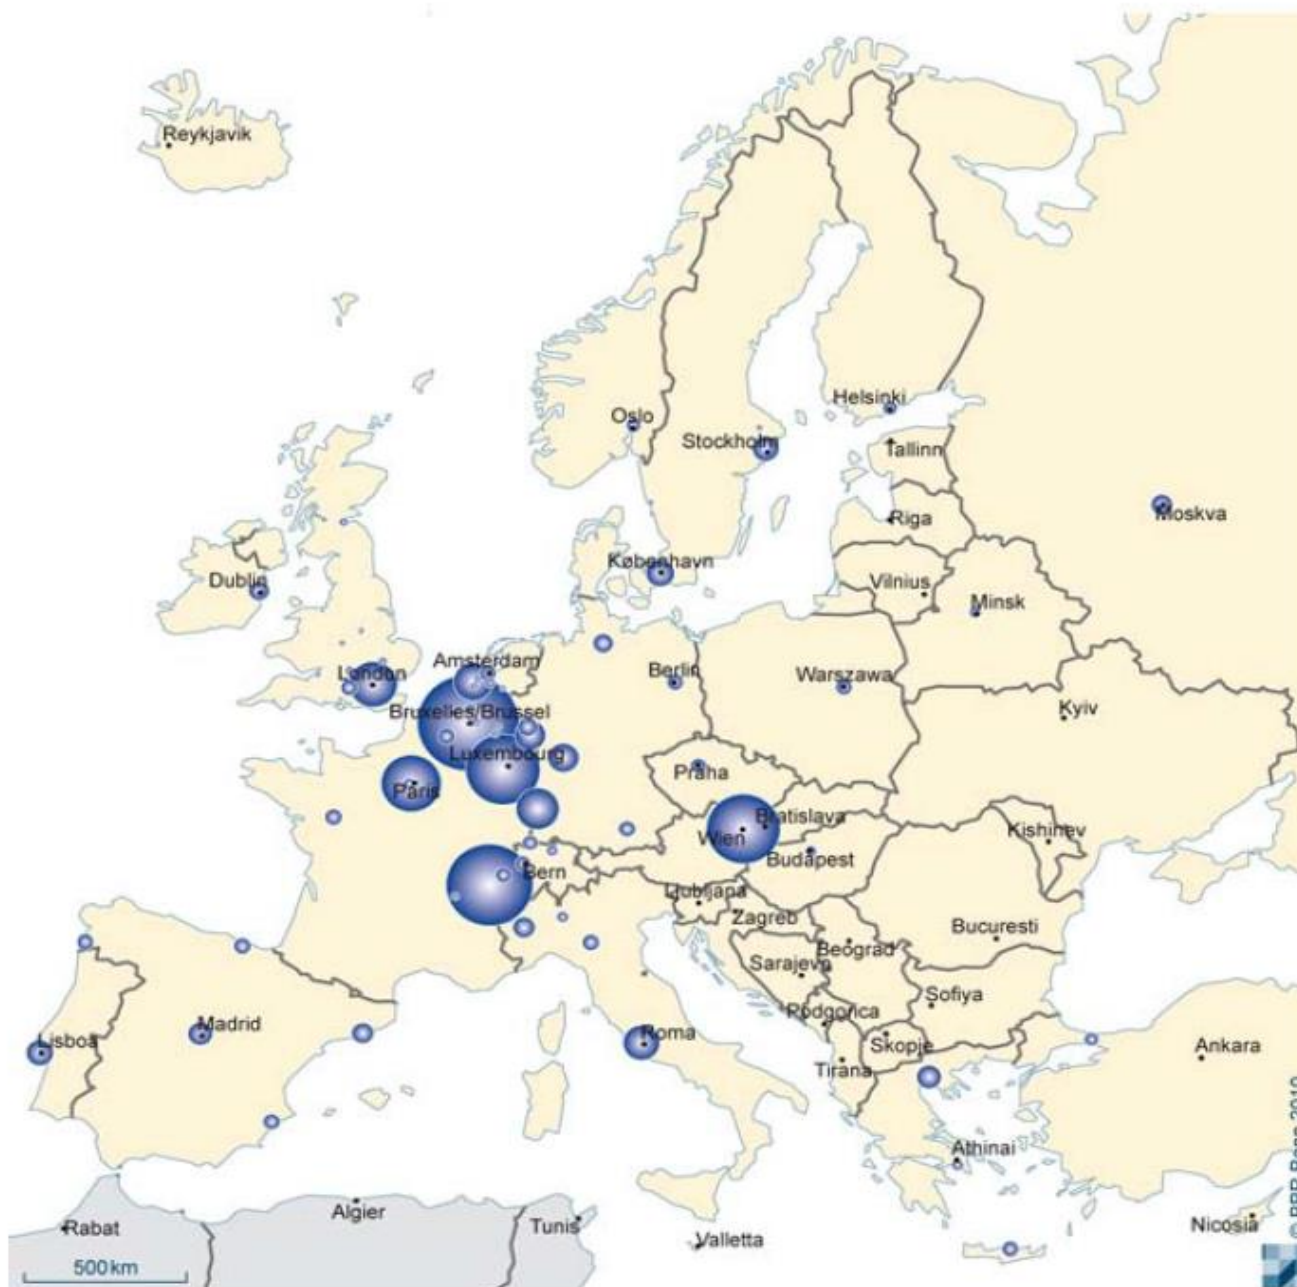 Reykjavik
Oslo
Helsinki
Stockholm
Tallinn
Riga
Moskva
København
Dublin
Vilnius
Minsk
London
Amsterdam
Berlin
Warszawa
Bruxelles/Brussel
Kyiv
Luxembourg
Praha
Paris
Bratislava
Wien
Kishinev
Budapest
Bern
Ljubljana
Zagreb
Bucuresti
Beograd
Sarajevo
Sofiya
Podgorica
Madrid
Roma
Lisboa
Skopje
Ankara
Tirana
Athinai
Algier
Rabat
Tunis
Nicosia
Valletta
500 km